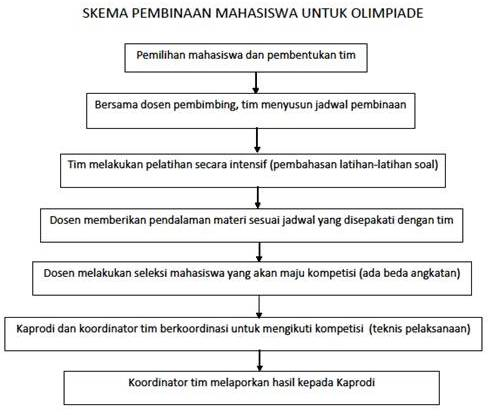 SKEMA PEMBINAAN MAHASISWA UNTUK OLIMPIADE
Pemilihan mahasiswa dan pembentukan tim
Bersama dosen pembimbing, tim menyusun jadwal pembinaan
Tim melakukan pelatihan secara intensif (pembahasan latihan-latihan soal)
Dosen memberikan pendalaman materi sesuai jadwal yang disepakati dengan tim
Dosen melakukan seleksi mahasiswa yang akan maju kompetisi (ada beda angkatan)
Kaprodi dan koordinator tim berkoordinasi untuk mengikuti kompetisi (teknis pelaksanaan)
Koordinator tim melaporkan hasil kepada Kaprodi